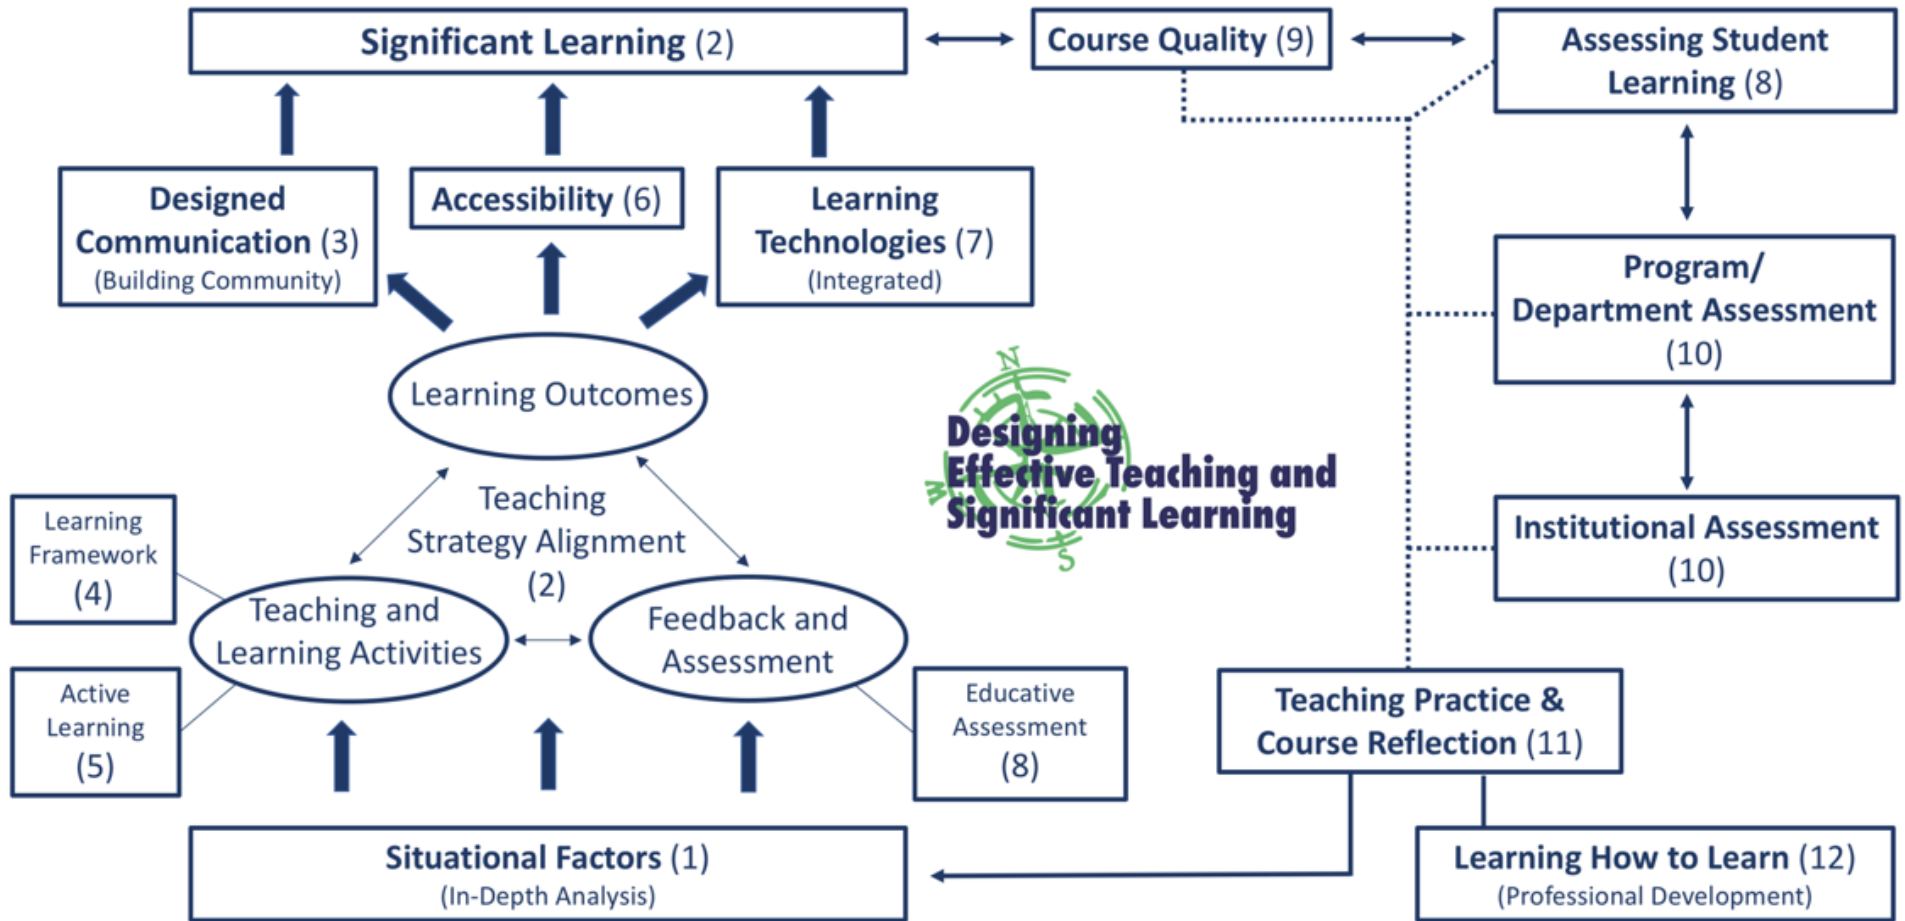 Significant Learning (2)
Course Quality (9)
Assessing Student
Learning (8)
Designed
Communication (3)
(Building Community)
Accessibility (6)
Learning
Technologies (7)
(Integrated)
Program/
Department Assessment
(10)
Learning Outcomes
N
W
S
Designing
Effective Teaching and
Significant Learning
Teaching
Strategy Alignment
(2)
Learning
Framework
(4)
Institutional Assessment
(10)
Teaching and
Learning Activities
Feedback and
Assessment
Active
Learning
(5)
Educative
Assessment
(8)
Teaching Practice &
Course Reflection (11)
Situational Factors (1)
(In-Depth Analysis)
Learning How to Learn (12)
(Professional Development)